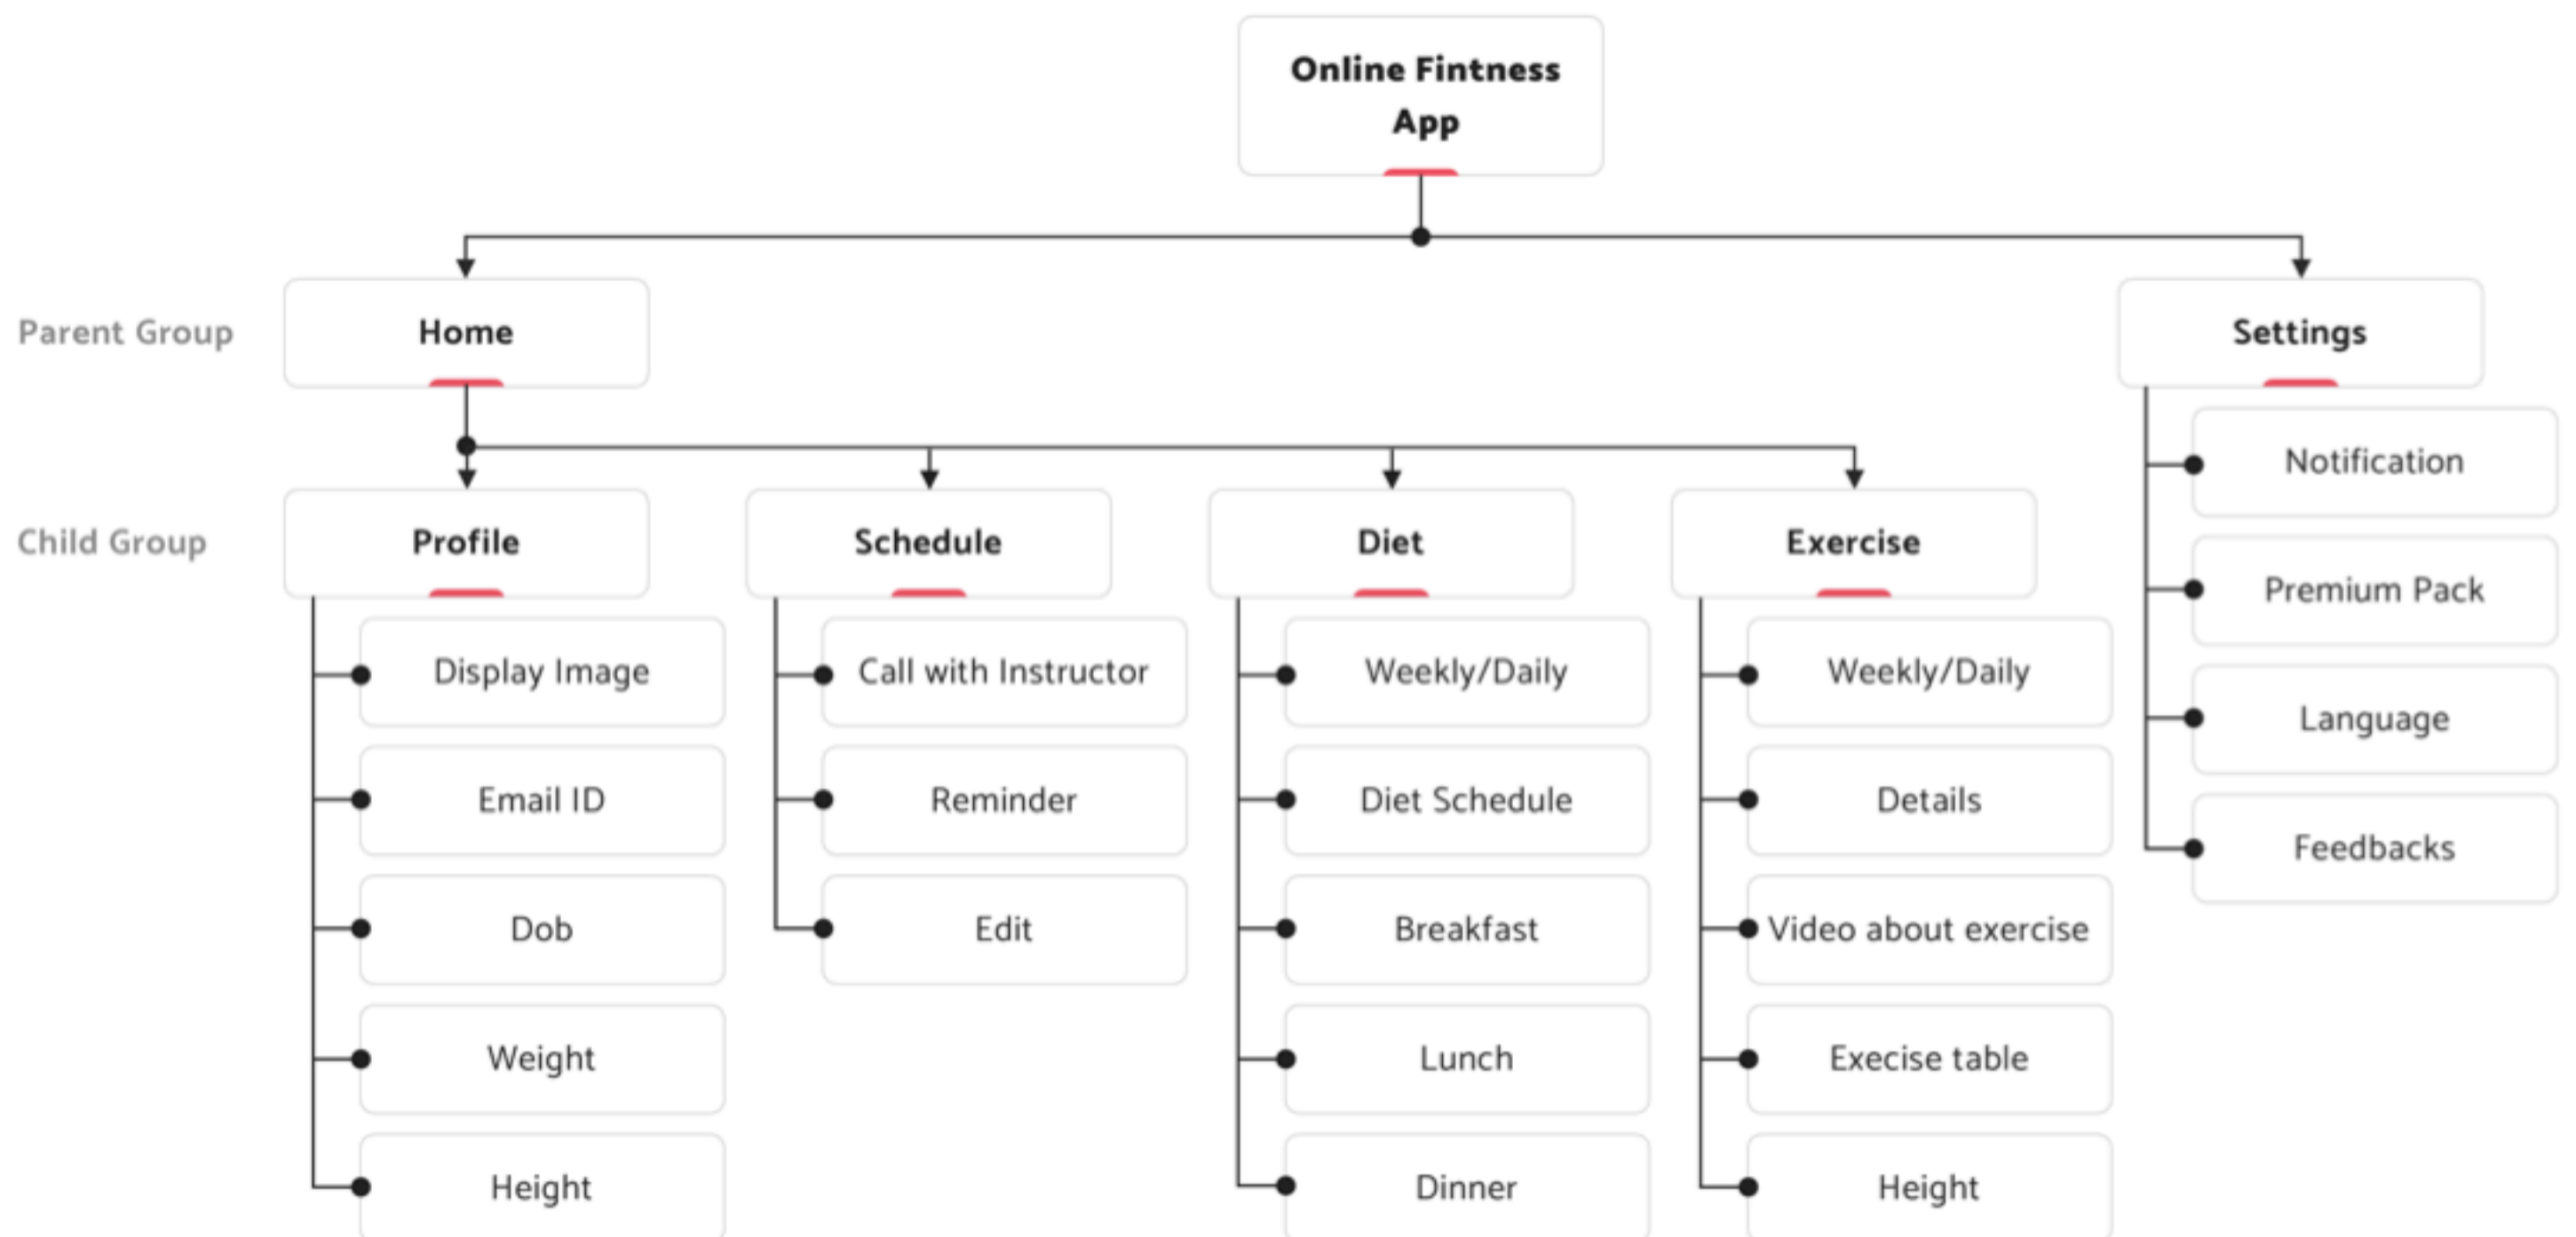 Online Fintness
App
Parent Group
Home
Settings
Notification
Premium Pack
Language
Feedbacks
Child Group
Profile
Schedule
Diet
Exercise
Display Image
Email ID
Dob
Weight
Height
Call with Instructor
Reminder
Edit
Weekly/Daily
Diet Schedule
Breakfast
Lunch
Dinner
Weekly/Daily
Details
Video about exercise
Execise table
Height